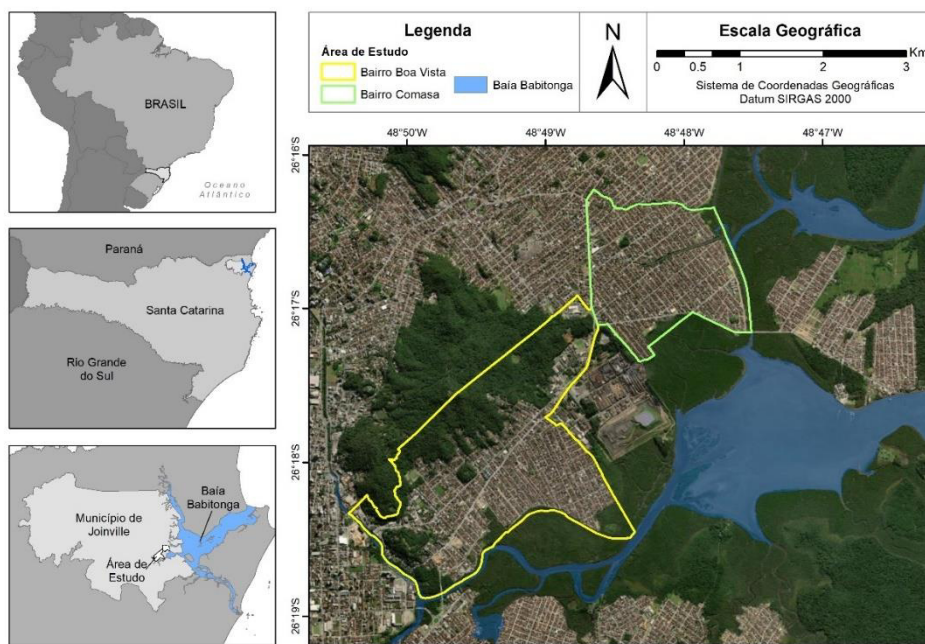 BRASIL
Oceano
Atlântico
Paraná
Santa Catarina
Rio Grande
do Sul
Município de
Joinville
Baía
Babitonga
Área de
Estudo
Legenda
Área de Estudo
Bairro Boa Vista
Bairro Comasa
Baía Babitonga
N
Escala Geográfica
Km
0 0.5 1 2 3
Sistema de Coordenadas Geográficas
Datum SIRGAS 2000
48°50'W 48°49'W 48°48'W 48°47'W
26°16'S
26°17'S
26°18'S
26°19'S